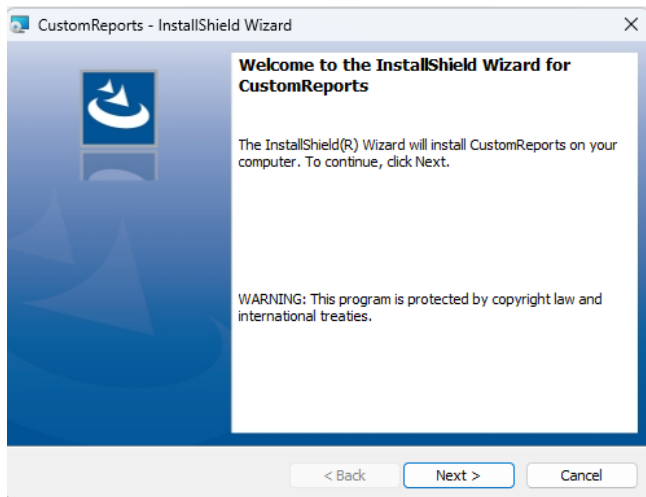 CustomReports - InstallShield Wizard
Welcome to the InstallShield Wizard for
CustomReports
The InstallShield(R) Wizard will install CustomReports on your
computer. To continue, click Next.
WARNING: This program is protected by copyright law and
international treaties.
< Back
Next >
Cancel